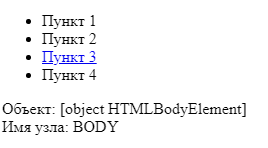 Пункт 1
Пункт 2
Пункт 3
Пункт 4
Объект: [object HTMLBodyElement]
Имя узла: BODY